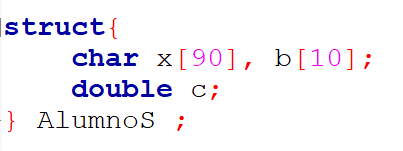 struct{
char x[90], b[10];
double c;
} AlumnoS ;